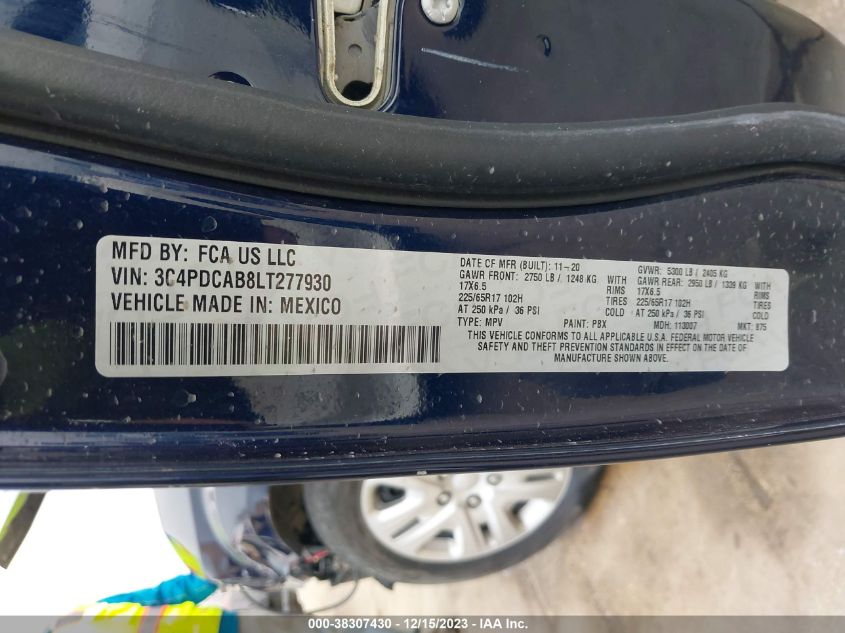 MFD BY: FCA US LLC
VIN: 3C4PDCAB8LT277930
VEHICLE MADE IN: MEXICO
DATE OF MFR (BUILT): 11-20 GVWR: 5300 LB / 2405 KG
GAWR FRONT: 2750 LB / 1248 KG WITH GAWR REAR: 2950 LB / 1339 KG
17X6.5 RIMS 17X6.5
225/65R17 102H TIRES 225/65R17 102H
AT 250 kPa / 36 PSI COLD AT 250 kPa / 36 PSI
TYPE: MPV PAINT: PBX MDH: 113007 MKT: 875
THIS VEHICLE CONFORMS TO ALL APPLICABLE U.S.A. FEDERAL MOTOR VEHICLE
SAFETY AND THEFT PREVENTION STANDARDS IN EFFECT ON THE DATE OF
MANUFACTURE SHOWN ABOVE.
000-38307430 - 12/15/2023 - IAA Inc.